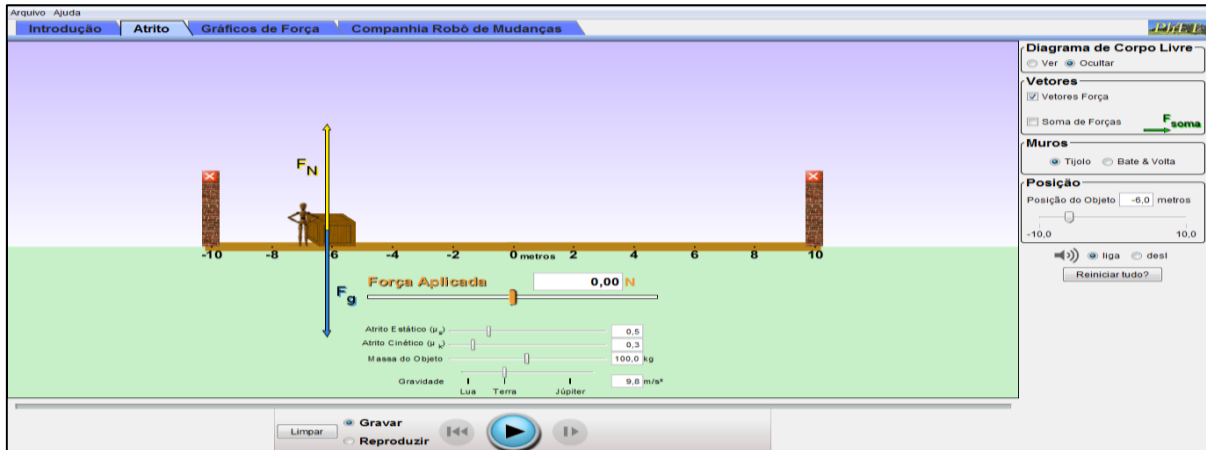 Arquivo Ajuda
Introdução Atrito Gráficos de Força Companhia Robô de Mudanças
Diagrama de Corpo Livre
Ver Ocultar
Vetores
Vetores Força
Soma de Forças F soma
Muros
Tijolo Bate & Volta
Posição
Posição do Objeto -6,0 metros
-10,0 10,0
liga desl
Reiniciar tudo?
F N
-10 -8 -6 -4 -2 0 metros 2 4 6 8 10
F g
Força Aplicada 0,00 N
Atrito Estático (μs) 0,5
Atrito Cinético (μK) 0,3
Massa do Objeto 100,0 kg
Gravidade 9,8 m/s²
Lua Terra Júpiter
Limpar
Gravar
Reproduzir